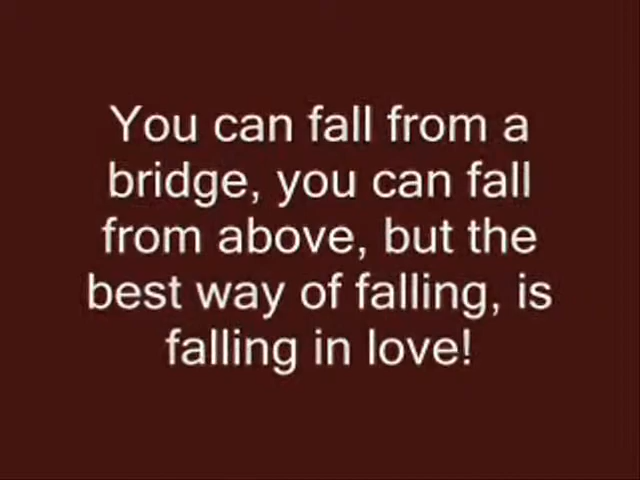 You can fall from a
bridge, you can fall
from above, but the
best way of falling, is
falling in love!